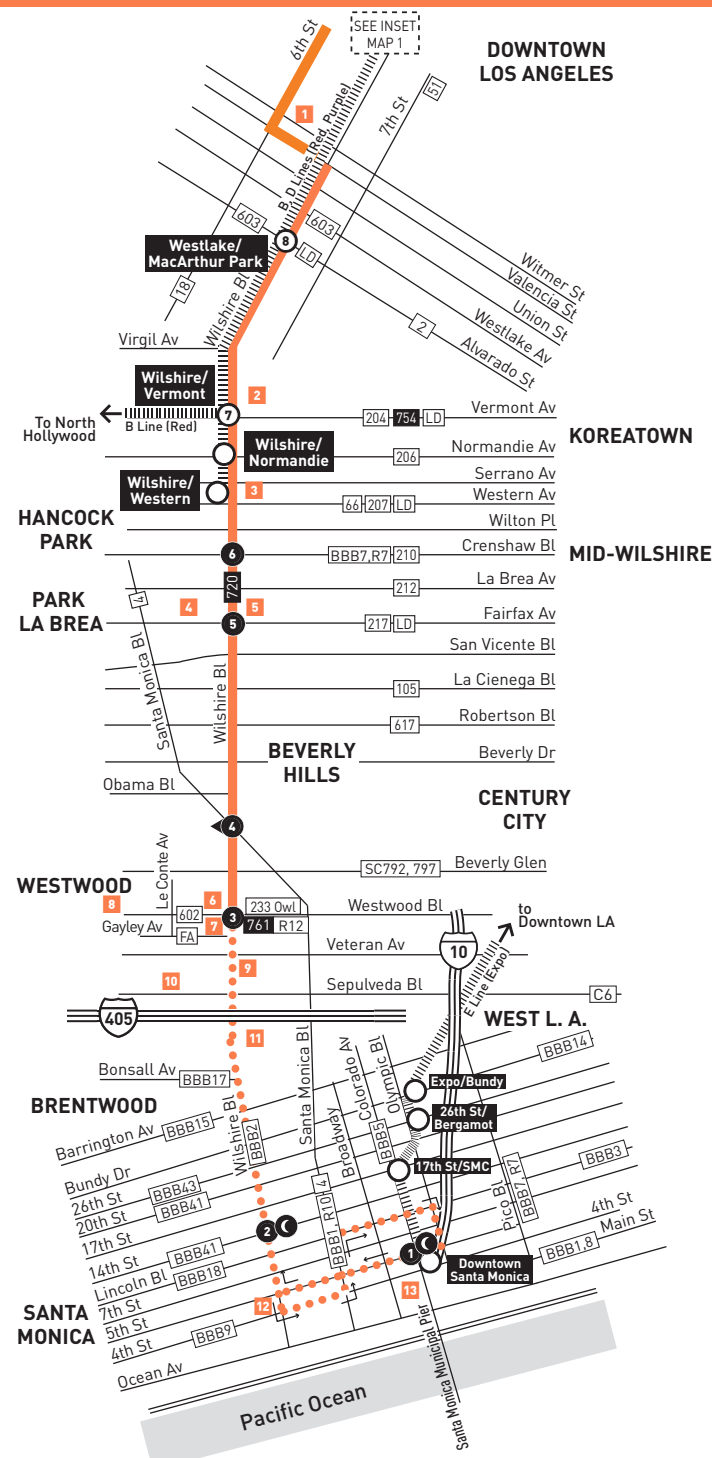 SEE INSET
MAP 1
6th St
DOWNTOWN
LOS ANGELES
1
51
7th St
B, D Lines (Red, Purple)
603
603
8
LD
Westlake/
MacArthur Park
18
Wilshire Bl
2
Witmer St
Valencia St
Union St
Westlake Av
Alvarado St
Virgil Av
Wilshire/
Vermont
2
To North
Hollywood
B Line (Red)
7
204
754
LD
Vermont Av
KOREATOWN
Wilshire/
Normandie
206
Normandie Av
Serrano Av
Wilshire/
Western
3
66
207
LD
Western Av
HANCOCK
PARK
Wilton Pl
6
BBB7,R7
210
Crenshaw Bl
MID-WILSHIRE
720
212
La Brea Av
PARK
LA BREA
4
4
5
5
217
LD
Fairfax Av
San Vicente Bl
Santa Monica Bl
Wilshire Bl
105
La Cienega Bl
617
Robertson Bl
BEVERLY
HILLS
Beverly Dr
Obama Bl
CENTURY
CITY
4
SC792, 797
Beverly Glen
WESTWOOD
Le Conte Av
8
6
602
3
233 Owl
Westwood Bl
Gayley Av
FA
7
761
R12
to
Downtown LA
Veteran Av
10
9
10
Sepulveda Bl
E Line (Expo)
C6
405
WEST L. A.
11
Santa Monica Bl
Bonsall Av
BBB17
BBB14
BRENTWOOD
Wilshire Bl
BBB2
Broadway
Colorado Av
Olympic Bl
BBB5
Expo/Bundy
26th St/
Bergamot
17th St/SMC
Pico Bl
BBB7, R7
BBB3
Barrington Av
BBB15
Bundy Dr
26th St
BBB43
20th St
BBB41
17th St
14th St
BBB41
Lincoln Bl
BBB18
7th St
5th St
4th St
BBB9
Ocean Av
2
BBB1, R10
4
1
4th St
Main St
BBB1,8
Downtown
Santa Monica
12
13
SANTA
MONICA
Santa Monica Municipal Pier
Pacific Ocean